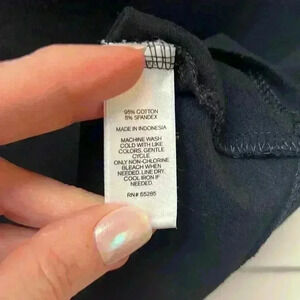 95% COTTON
5% SPANDEX
MADE IN INDONESIA
MACHINE WASH
COLD WITH LIKE
COLORS, GENTLE
CYCLE
ONLY NON-CHLORINE
BLEACH WHEN
NEEDED. LINE DRY.
COOL IRON IF
NEEDED.
RN# 65285